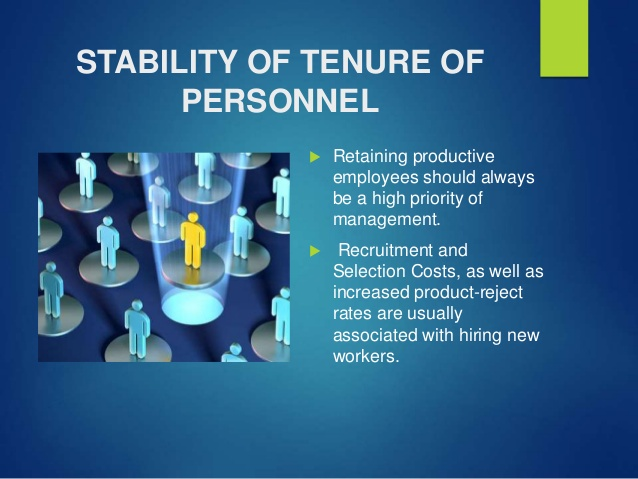 STABILITY OF TENURE OF
PERSONNEL
Retaining productive
employees should always
be a high priority of
management.
Recruitment and
Selection Costs, as well as
increased product-reject
rates are usually
associated with hiring new
workers.